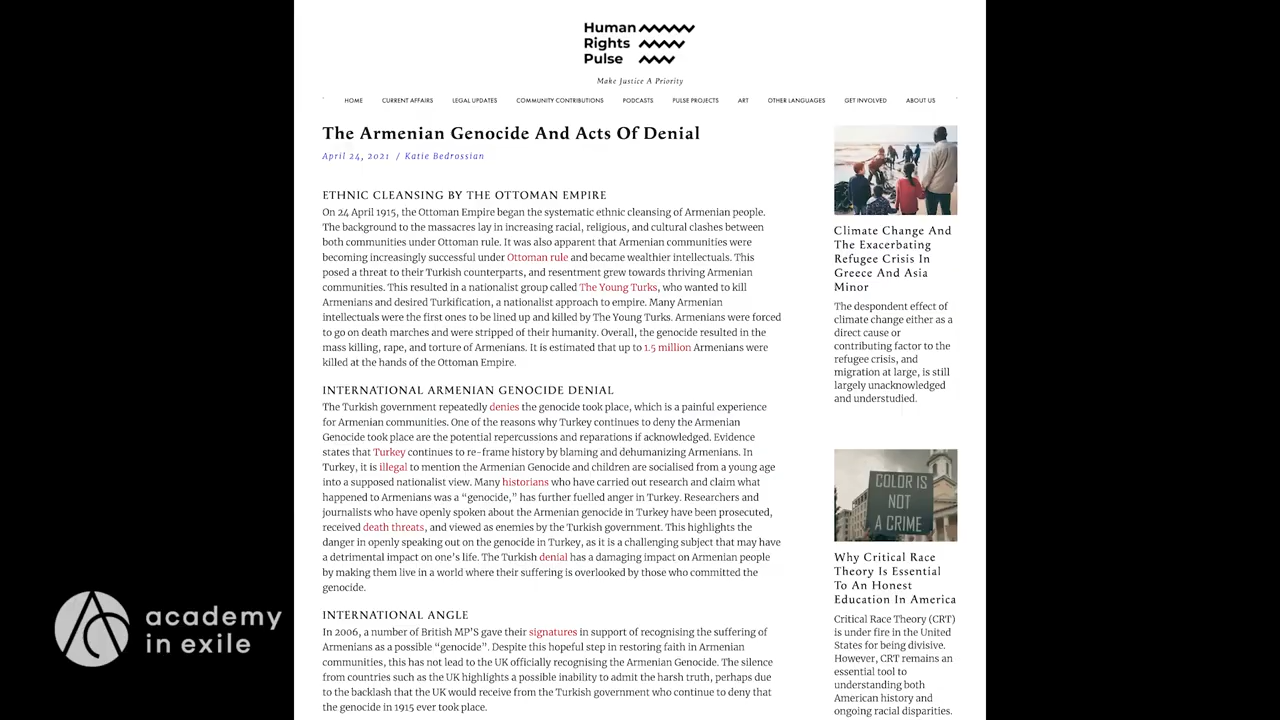 Human
Rights
Pulse
Make Justice A Priority
HOME CURRENT AFFAIRS LEGAL UPDATES COMMUNITY CONTRIBUTIONS PODCASTS PULSE PROJECTS ART OTHER LANGUAGES GET INVOLVED ABOUT US
The Armenian Genocide And Acts Of Denial
April 24, 2021 / Katie Bedrossian
ETHNIC CLEANSING BY THE OTTOMAN EMPIRE
On 24 April 1915, the Ottoman Empire began the systematic ethnic cleansing of Armenian people.
The background to the massacres lay in increasing racial, religious, and cultural clashes between
both communities under Ottoman rule. It was also apparent that Armenian communities were
becoming increasingly successful under Ottoman rule and became wealthier intellectuals. This
posed a threat to their Turkish counterparts, and resentment grew towards thriving Armenian
communities. This resulted in a nationalist group called The Young Turks, who wanted to kill
Armenians and desired Turkification, a nationalist approach to empire. Many Armenian
intellectuals were the first ones to be lined up and killed by The Young Turks. Armenians were forced
to go on death marches and were stripped of their humanity. Overall, the genocide resulted in the
mass killing, rape, and torture of Armenians. It is estimated that up to 1.5 million Armenians were
killed at the hands of the Ottoman Empire.
INTERNATIONAL ARMENIAN GENOCIDE DENIAL
The Turkish government repeatedly denies the genocide took place, which is a painful experience
for Armenian communities. One of the reasons why Turkey continues to deny the Armenian
Genocide took place are the potential repercussions and reparations if acknowledged. Evidence
states that Turkey continues to re-frame history by blaming and dehumanizing Armenians. In
Turkey, it is illegal to mention the Armenian Genocide and children are socialised from a young age
into a supposed nationalist view. Many historians who have carried out research and claim what
happened to Armenians was a “genocide,” has further fuelled anger in Turkey. Researchers and
journalists who have openly spoken about the Armenian genocide in Turkey have been prosecuted,
received death threats, and viewed as enemies by the Turkish government. This highlights the
danger in openly speaking out on the genocide in Turkey, as it is a challenging subject that may have
a detrimental impact on one’s life. The Turkish denial has a damaging impact on Armenian people
by making them live in a world where their suffering is overlooked by those who committed the
genocide.
INTERNATIONAL ANGLE
In 2006, a number of British MP’S gave their signatures in support of recognising the suffering of
Armenians as a possible “genocide”. Despite this hopeful step in restoring faith in Armenian
communities, this has not lead to the UK officially recognising the Armenian Genocide. The silence
from countries such as the UK highlights a possible inability to admit the harsh truth, perhaps due
to the backlash that the UK would receive from the Turkish government who continue to deny that
the genocide in 1915 ever took place.
Climate Change And
The Exacerbating
Refugee Crisis In
Greece And Asia
Minor
The despondent effect of
climate change either as a
direct cause or
contributing factor to the
refugee crisis, and
migration at large, is still
largely unacknowledged
and understudied.
COLOR IS
NOT
A CRIME
Why Critical Race
Theory Is Essential
To An Honest
Education In America
Critical Race Theory (CRT)
is under fire in the United
States for being divisive.
However, CRT remains an
essential tool to
understanding both
American history and
ongoing racial disparities.
academy
in exile